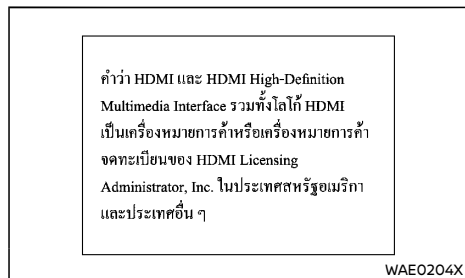 คำว่า HDMI และ HDMI High-Definition
Multimedia Interface รวมทั้งโลโก้ HDMI
เป็นเครื่องหมายการค้าหรือเครื่องหมายการค้า
จดทะเบียนของ HDMI Licensing
Administrator, Inc. ในประเทศสหรัฐอเมริกา
และประเทศอื่น ๆ
WAE0204X